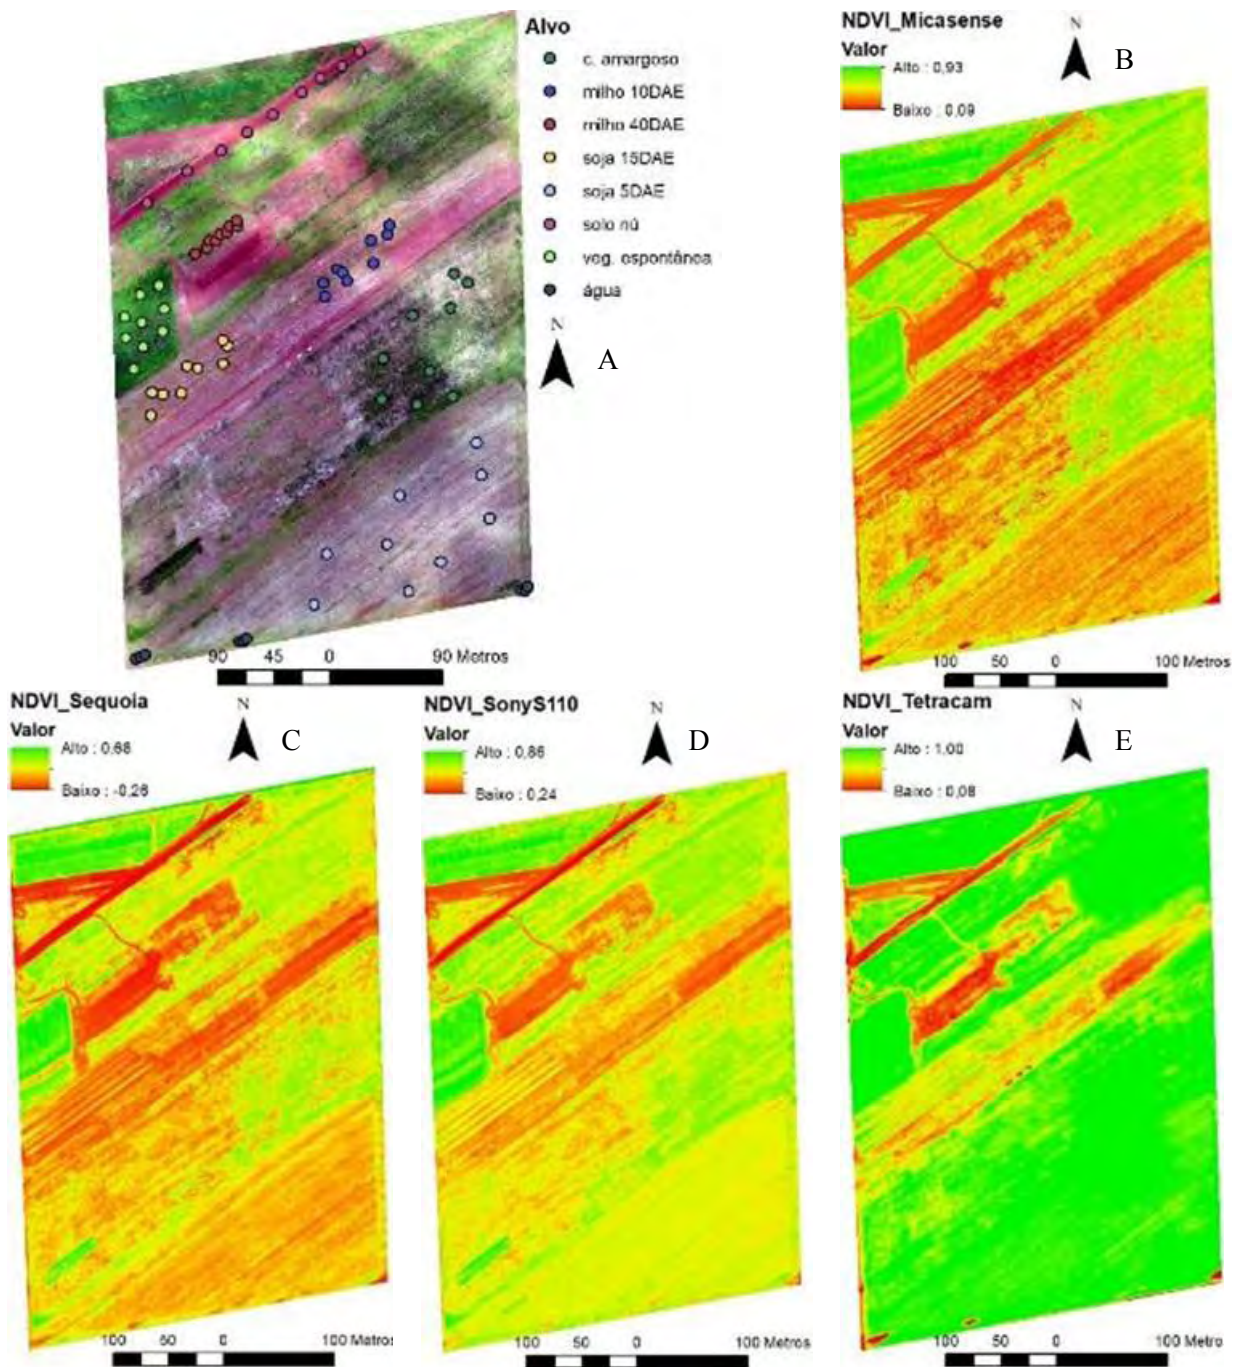 Alvo
c. amargoso
milho 10DAE
milho 40DAE
soja 15DAE
soja 5DAE
solo nú
veg. espontânea
água
N
A
90 45 0 90 Metros
NDVI_Micasense
Valor
Alto : 0,93
Baixo : 0,09
N
B
100 50 0 100 Metros
NDVI_Sequoia
Valor
Alto : 0,68
Baixo : -0,26
N
C
100 50 0 100 Metros
NDVI_SonyS110
Valor
Alto : 0,86
Baixo : 0,24
N
D
100 50 0 100 Metros
NDVI_Tetracam
Valor
Alto : 1,00
Baixo : 0,08
N
E
100 50 0 100 Metro